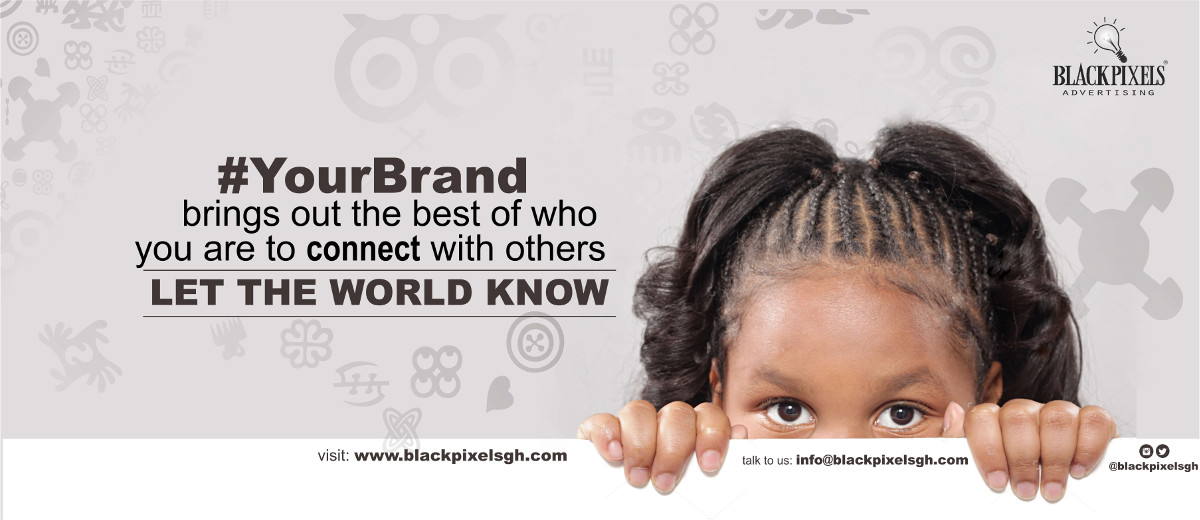 BLACKPIXELS®
ADVERTISING
#YourBrand
brings out the best of who
you are to connect with others
LET THE WORLD KNOW
visit: www.blackpixelsgh.com
talk to us: info@blackpixelsgh.com
@blackpixelsgh